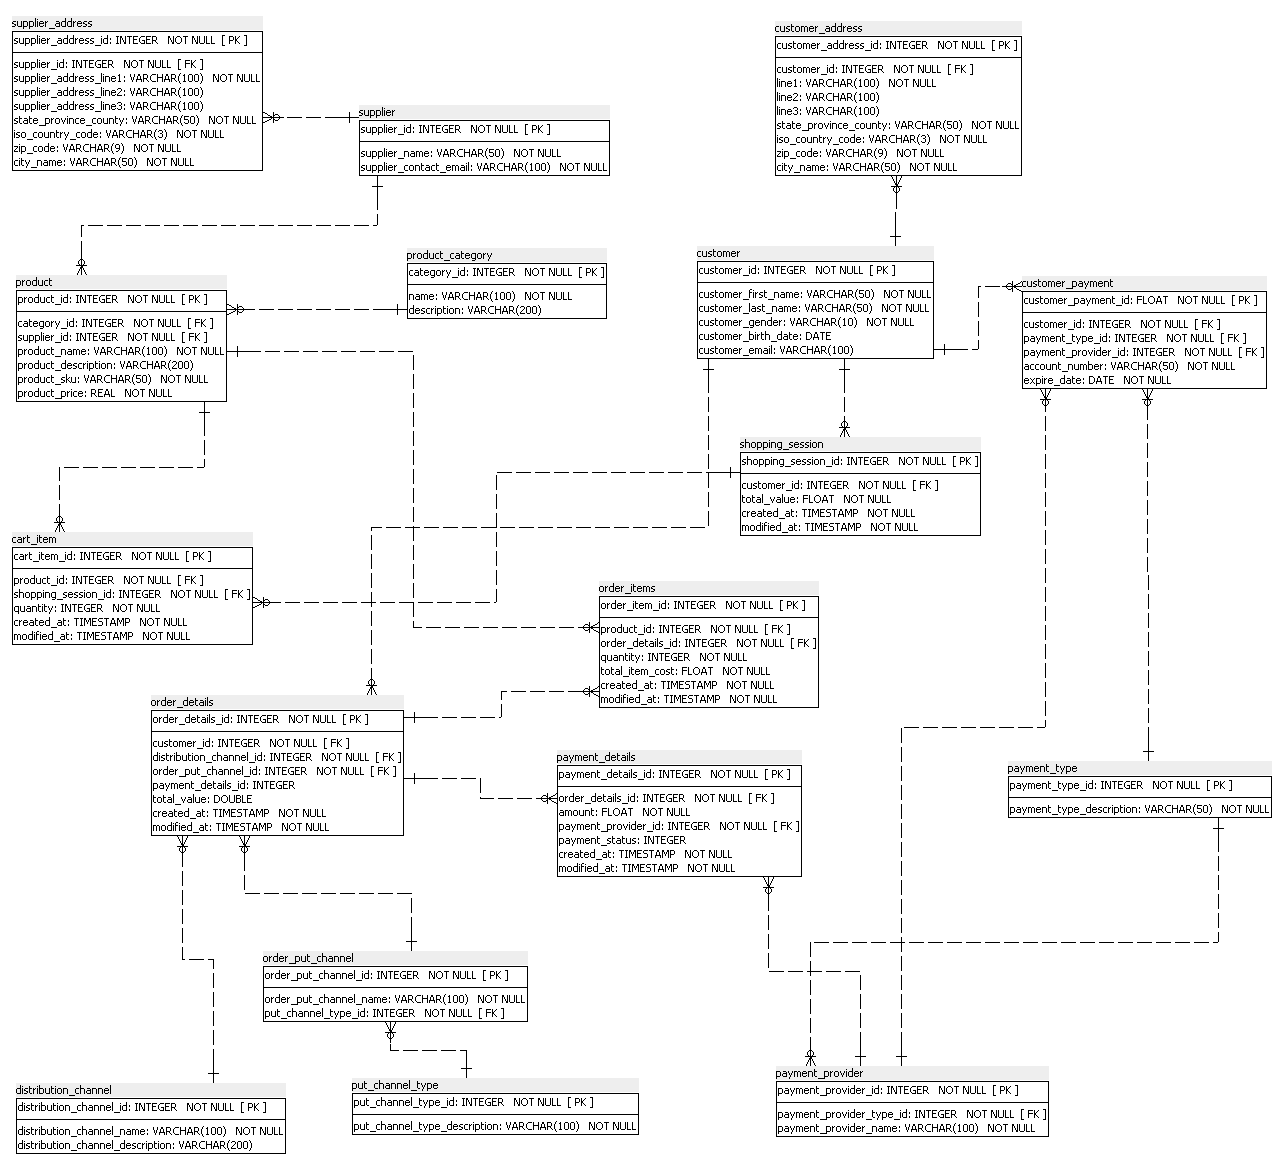 supplier_address
supplier_address_id: INTEGER NOT NULL [ PK ]
supplier_id: INTEGER NOT NULL [ FK ]
supplier_address_line1: VARCHAR(100) NOT NULL
supplier_address_line2: VARCHAR(100)
supplier_address_line3: VARCHAR(100)
state_province_county: VARCHAR(50) NOT NULL
iso_country_code: VARCHAR(3) NOT NULL
zip_code: VARCHAR(9) NOT NULL
city_name: VARCHAR(50) NOT NULL
supplier
supplier_id: INTEGER NOT NULL [ PK ]
supplier_name: VARCHAR(50) NOT NULL
supplier_contact_email: VARCHAR(100) NOT NULL
customer_address
customer_address_id: INTEGER NOT NULL [ PK ]
customer_id: INTEGER NOT NULL [ FK ]
line1: VARCHAR(100) NOT NULL
line2: VARCHAR(100)
line3: VARCHAR(100)
state_province_county: VARCHAR(50) NOT NULL
iso_country_code: VARCHAR(3) NOT NULL
zip_code: VARCHAR(9) NOT NULL
city_name: VARCHAR(50) NOT NULL
product
product_id: INTEGER NOT NULL [ PK ]
category_id: INTEGER NOT NULL [ FK ]
supplier_id: INTEGER NOT NULL [ FK ]
product_name: VARCHAR(100) NOT NULL
product_description: VARCHAR(200)
product_sku: VARCHAR(50) NOT NULL
product_price: REAL NOT NULL
product_category
category_id: INTEGER NOT NULL [ PK ]
name: VARCHAR(100) NOT NULL
description: VARCHAR(200)
customer
customer_id: INTEGER NOT NULL [ PK ]
customer_first_name: VARCHAR(50) NOT NULL
customer_last_name: VARCHAR(50) NOT NULL
customer_gender: VARCHAR(10) NOT NULL
customer_birth_date: DATE
customer_email: VARCHAR(100)
customer_payment
customer_payment_id: FLOAT NOT NULL [ PK ]
customer_id: INTEGER NOT NULL [ FK ]
payment_type_id: INTEGER NOT NULL [ FK ]
payment_provider_id: INTEGER NOT NULL [ FK ]
account_number: VARCHAR(50) NOT NULL
expire_date: DATE NOT NULL
shopping_session
shopping_session_id: INTEGER NOT NULL [ PK ]
customer_id: INTEGER NOT NULL [ FK ]
total_value: FLOAT NOT NULL
created_at: TIMESTAMP NOT NULL
modified_at: TIMESTAMP NOT NULL
cart_item
cart_item_id: INTEGER NOT NULL [ PK ]
product_id: INTEGER NOT NULL [ FK ]
shopping_session_id: INTEGER NOT NULL [ FK ]
quantity: INTEGER NOT NULL
created_at: TIMESTAMP NOT NULL
modified_at: TIMESTAMP NOT NULL
order_items
order_item_id: INTEGER NOT NULL [ PK ]
product_id: INTEGER NOT NULL [ FK ]
order_details_id: INTEGER NOT NULL [ FK ]
quantity: INTEGER NOT NULL
total_item_cost: FLOAT NOT NULL
created_at: TIMESTAMP NOT NULL
modified_at: TIMESTAMP NOT NULL
order_details
order_details_id: INTEGER NOT NULL [ PK ]
customer_id: INTEGER NOT NULL [ FK ]
distribution_channel_id: INTEGER NOT NULL [ FK ]
order_put_channel_id: INTEGER NOT NULL [ FK ]
payment_details_id: INTEGER
total_value: DOUBLE
created_at: TIMESTAMP NOT NULL
modified_at: TIMESTAMP NOT NULL
payment_details
payment_details_id: INTEGER NOT NULL [ PK ]
order_details_id: INTEGER NOT NULL [ FK ]
amount: FLOAT NOT NULL
payment_provider_id: INTEGER NOT NULL [ FK ]
payment_status: INTEGER
created_at: TIMESTAMP NOT NULL
modified_at: TIMESTAMP NOT NULL
payment_type
payment_type_id: INTEGER NOT NULL [ PK ]
payment_type_description: VARCHAR(50) NOT NULL
order_put_channel
order_put_channel_id: INTEGER NOT NULL [ PK ]
order_put_channel_name: VARCHAR(100) NOT NULL
put_channel_type_id: INTEGER NOT NULL [ FK ]
distribution_channel
distribution_channel_id: INTEGER NOT NULL [ PK ]
distribution_channel_name: VARCHAR(100) NOT NULL
distribution_channel_description: VARCHAR(200)
put_channel_type
put_channel_type_id: INTEGER NOT NULL [ PK ]
put_channel_type_description: VARCHAR(100) NOT NULL
payment_provider
payment_provider_id: INTEGER NOT NULL [ PK ]
payment_provider_type_id: INTEGER NOT NULL [ FK ]
payment_provider_name: VARCHAR(100) NOT NULL